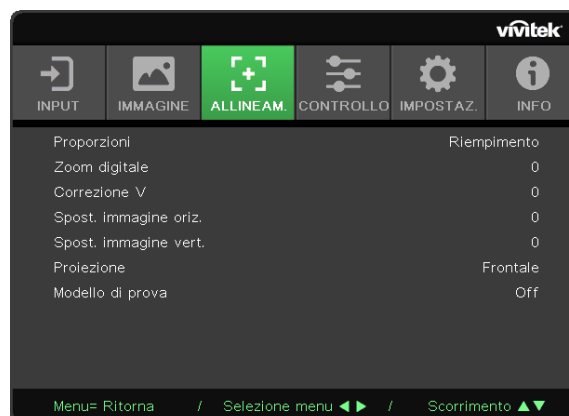 vivitek
INPUT IMMAGINE ALLINEAM. CONTROLLO IMPOSTAZ. INFO
Proporzioni Riempimento
Zoom digitale 0
Correzione V 0
Spost. immagine oriz. 0
Spost. immagine vert. 0
Proiezione Frontale
Modello di prova Off
Menu= Ritorna / Selezione menu ◀ ▶ / Scorrimento ▲▼